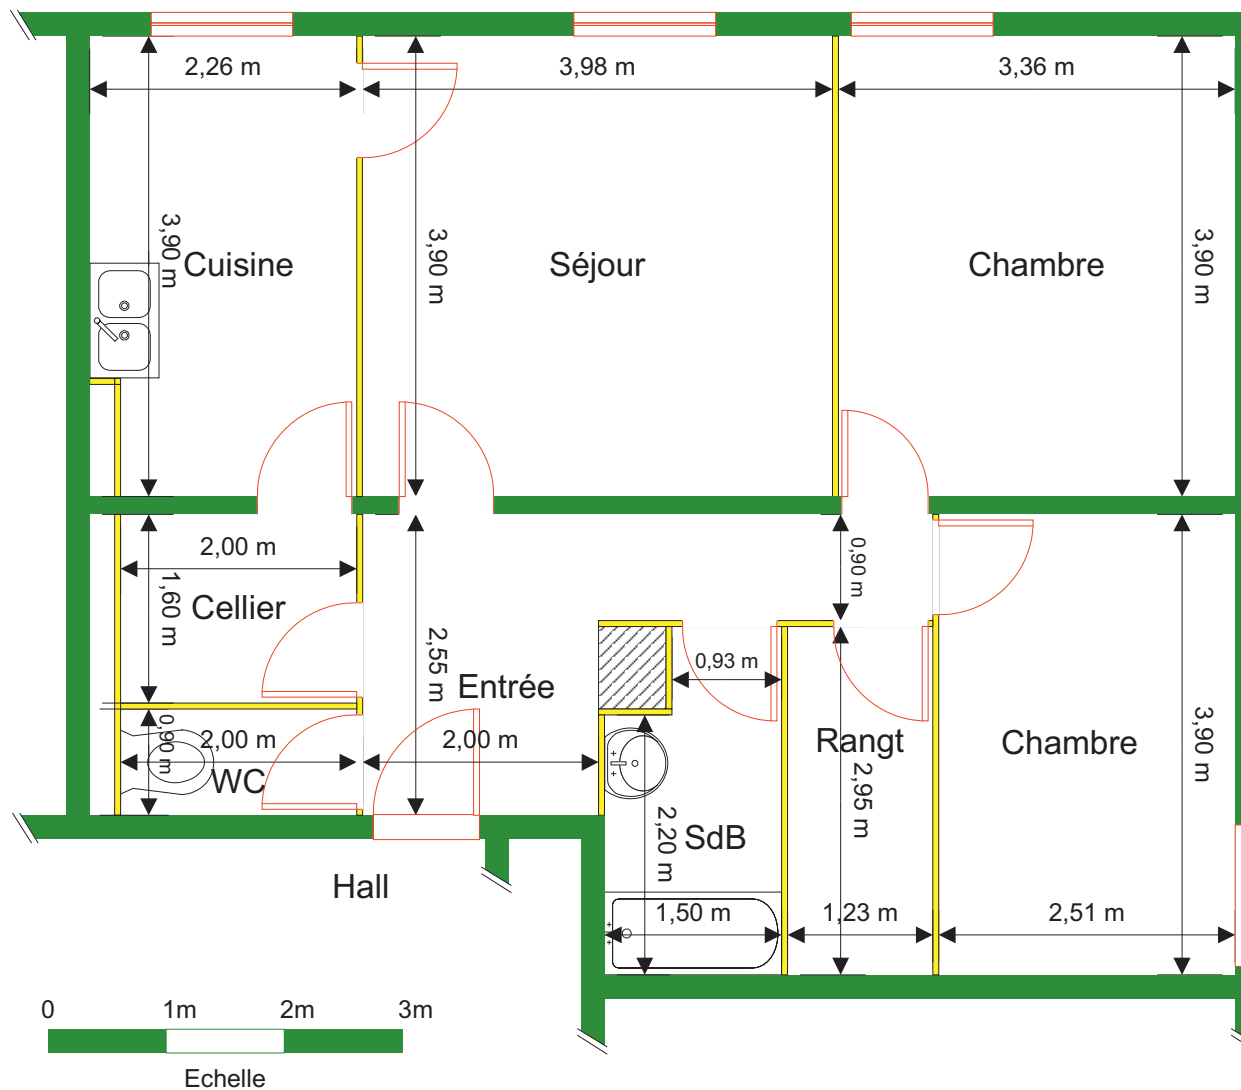 2,26 m
3,98 m
3,36 m
3,90 m
3,90 m
3,90 m
Cuisine
Séjour
Chambre
2,00 m
1,60 m
Cellier
2,55 m
0,90 m
Entrée
0,93 m
0,90 m
2,00 m
WC
2,00 m
Rangt
2,95 m
Chambre
3,90 m
2,20 m
SdB
Hall
1,50 m
1,23 m
2,51 m
0
1m
2m
3m
Echelle